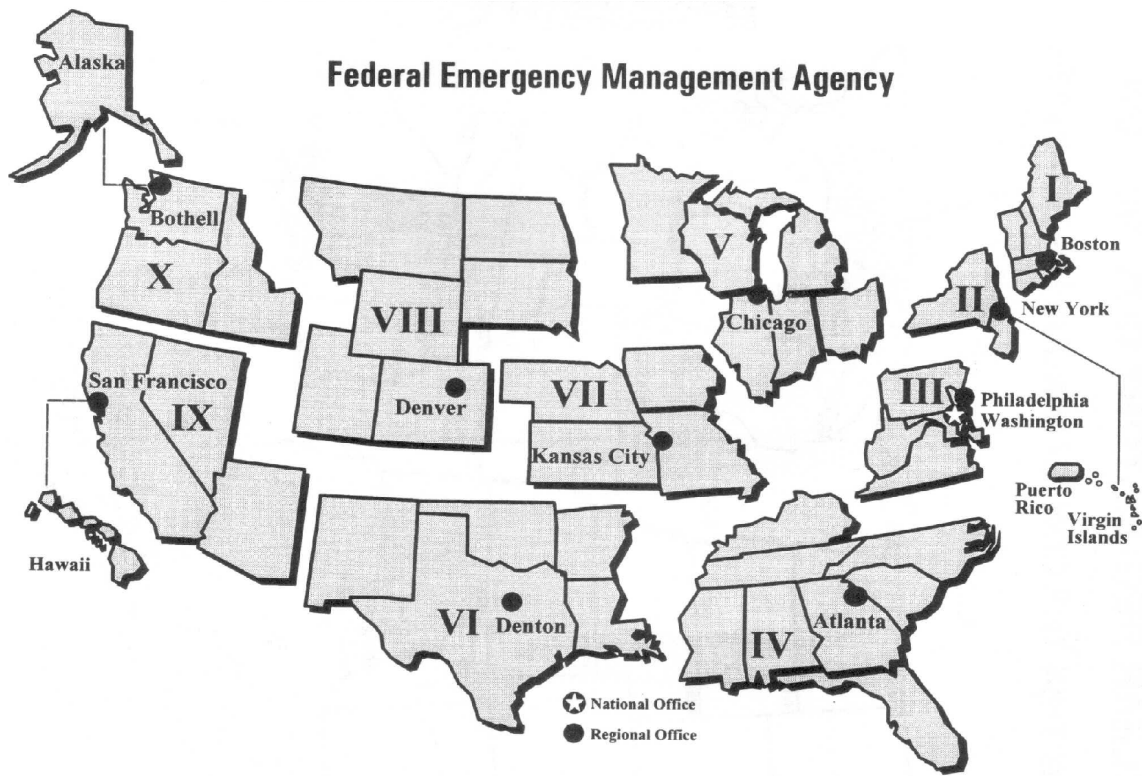 Federal Emergency Management Agency
Alaska
Bothell
X
VIII
V
Chicago
I
Boston
II
New York
San Francisco
IX
Denver
VII
Kansas City
III
Philadelphia
Washington
Puerto
Rico
Virgin
Islands
Hawaii
VI
Denton
IV
Atlanta
National Office
Regional Office